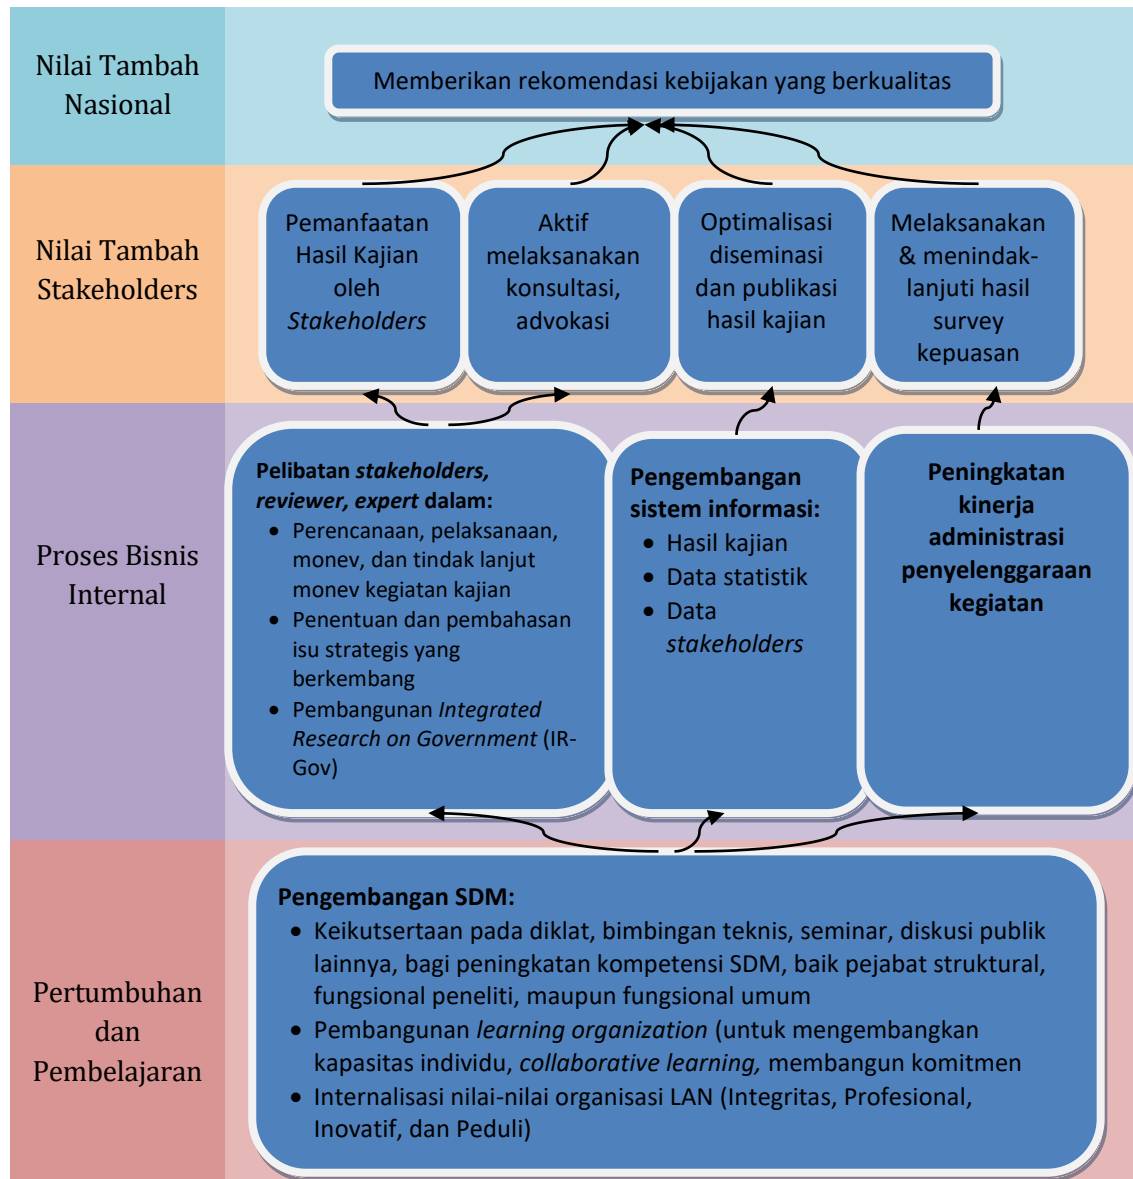 Nilai Tambah
Nasional
Memberikan rekomendasi kebijakan yang berkualitas
Nilai Tambah
Stakeholders
Pemanfaatan
Hasil Kajian
oleh
Stakeholders
Aktif
melaksanakan
konsultasi,
advokasi
Optimalisasi
diseminasi
dan publikasi
hasil kajian
Melaksanakan
& menindak-
lanjuti hasil
survey
kepuasan
Proses Bisnis
Internal
Pelibatan stakeholders,
reviewer, expert dalam:
• Perencanaan, pelaksanaan,
monev, dan tindak lanjut
monev kegiatan kajian
• Penentuan dan pembahasan
isu strategis yang
berkembang
• Pembangunan Integrated
Research on Government (IR-
Gov)
Pengembangan
sistem informasi:
• Hasil kajian
• Data statistik
• Data
stakeholders
Peningkatan
kinerja
administrasi
penyelenggaraan
kegiatan
Pertumbuhan
dan
Pembelajaran
Pengembangan SDM:
• Keikutsertaan pada diklat, bimbingan teknis, seminar, diskusi publik
lainnya, bagi peningkatan kompetensi SDM, baik pejabat struktural,
fungsional peneliti, maupun fungsional umum
• Pembangunan learning organization (untuk mengembangkan
kapasitas individu, collaborative learning, membangun komitmen
• Internalisasi nilai-nilai organisasi LAN (Integritas, Profesional,
Inovatif, dan Peduli)